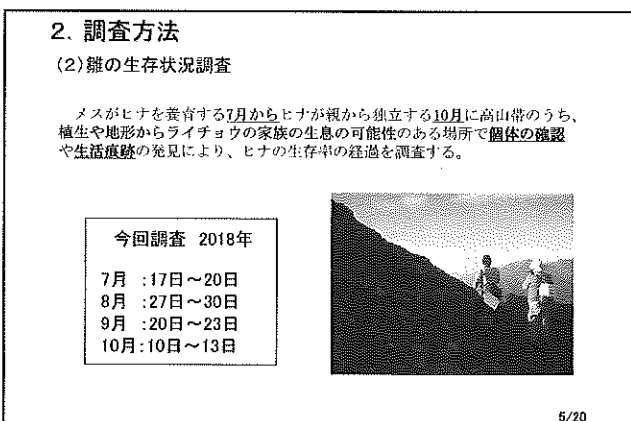 2、調査方法
(2)雛の生存状況調査
メスがヒナを養育する7月からヒナが親から独立する10月に高山帯のうち、
植生や地形からライチョウの家族の生息の可能性のある場所で個体の確認
や生活痕跡の発見により、ヒナの生存率の経過を調査する。
今回調査 2018年
7月 :17日~20日
8月 :27日~30日
9月 :20日~23日
10月:10日~13日
5/20